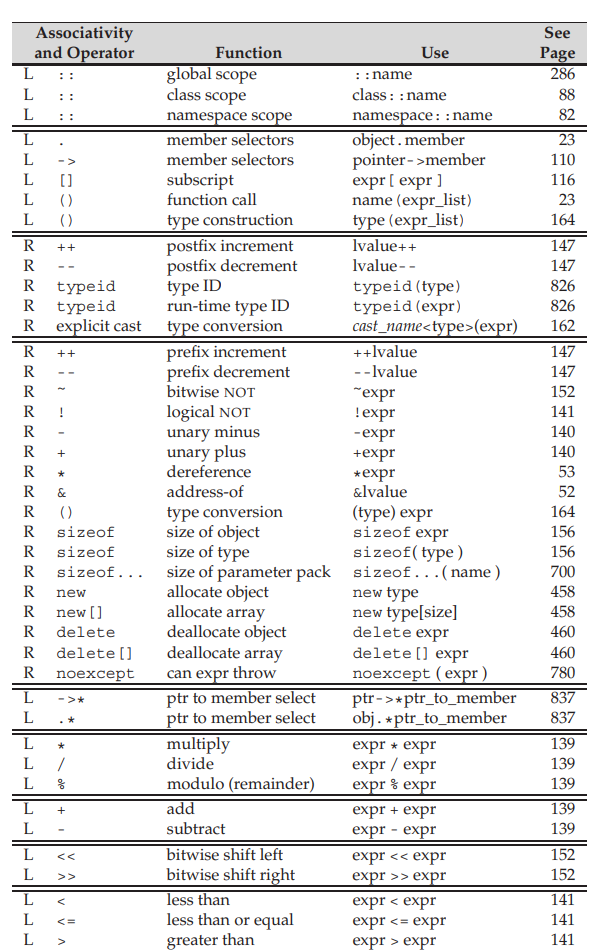 Associativity See
and Operator Function Use Page
L :: global scope ::name 286
L :: class scope class::name 88
L :: namespace scope namespace::name 82
L . member selectors object.member 23
L -> member selectors pointer->member 110
L [] subscript expr[ expr ] 116
L () function call name(expr_list) 23
L () type construction type(expr_list) 164
R ++ postfix increment lvalue++ 147
R -- postfix decrement lvalue-- 147
R typeid type ID typeid(type) 826
R typeid run-time type ID typeid(expr) 826
R explicit cast type conversion cast_name<type>(expr) 162
R ++ prefix increment ++lvalue 147
R -- prefix decrement --lvalue 147
R ~ bitwise NOT ~expr 152
R ! logical NOT !expr 141
R - unary minus -expr 140
R + unary plus +expr 140
R * dereference *expr 53
R & address-of &lvalue 52
R () type conversion (type) expr 164
R sizeof size of object sizeof expr 156
R sizeof size of type sizeof( type ) 156
R sizeof... size of parameter pack sizeof...( name ) 700
R new allocate object new type 458
R new[] allocate array new type[size] 458
R delete deallocate object delete expr 460
R delete[] deallocate array delete[] expr 460
R noexcept can expr throw noexcept ( expr ) 780
L ->* ptr to member select ptr->*ptr_to_member 837
L .* ptr to member select obj.*ptr_to_member 837
L * multiply expr * expr 139
L / divide expr / expr 139
L % modulo (remainder) expr % expr 139
L + add expr + expr 139
L - subtract expr - expr 139
L << bitwise shift left expr << expr 152
L >> bitwise shift right expr >> expr 152
L < less than expr < expr 141
L <= less than or equal expr <= expr 141
L > greater than expr > expr 141